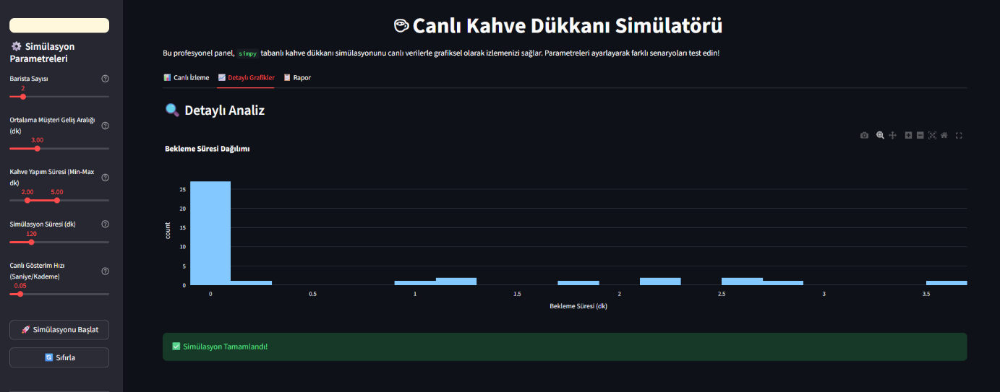 Simülasyon
Parametreleri
Barista Sayısı
2
Ortalama Müşteri Geliş Aralığı
(dk)
3.00
Kahve Yapım Süresi (Min-Max
dk)
2.00 5.00
Simülasyon Süresi (dk)
120
Canlı Gösterim Hızı
(Saniye/Kademe)
0.05
Simülasyonu Başlat
Sıfırla
Canlı Kahve Dükkanı Simülatörü
Bu profesyonel panel, simpy tabanlı kahve dükkanı simülasyonunu canlı verilerle grafiksel olarak izlemenizi sağlar. Parametreleri ayarlayarak farklı senaryoları test edin!
Canlı İzleme Detaylı Grafikler Rapor
Detaylı Analiz
Bekleme Süresi Dağılımı
25
20
15
10
5
0
count
0 0.5 1 1.5 2 2.5 3 3.5
Bekleme Süresi (dk)
Simülasyon Tamamlandı!